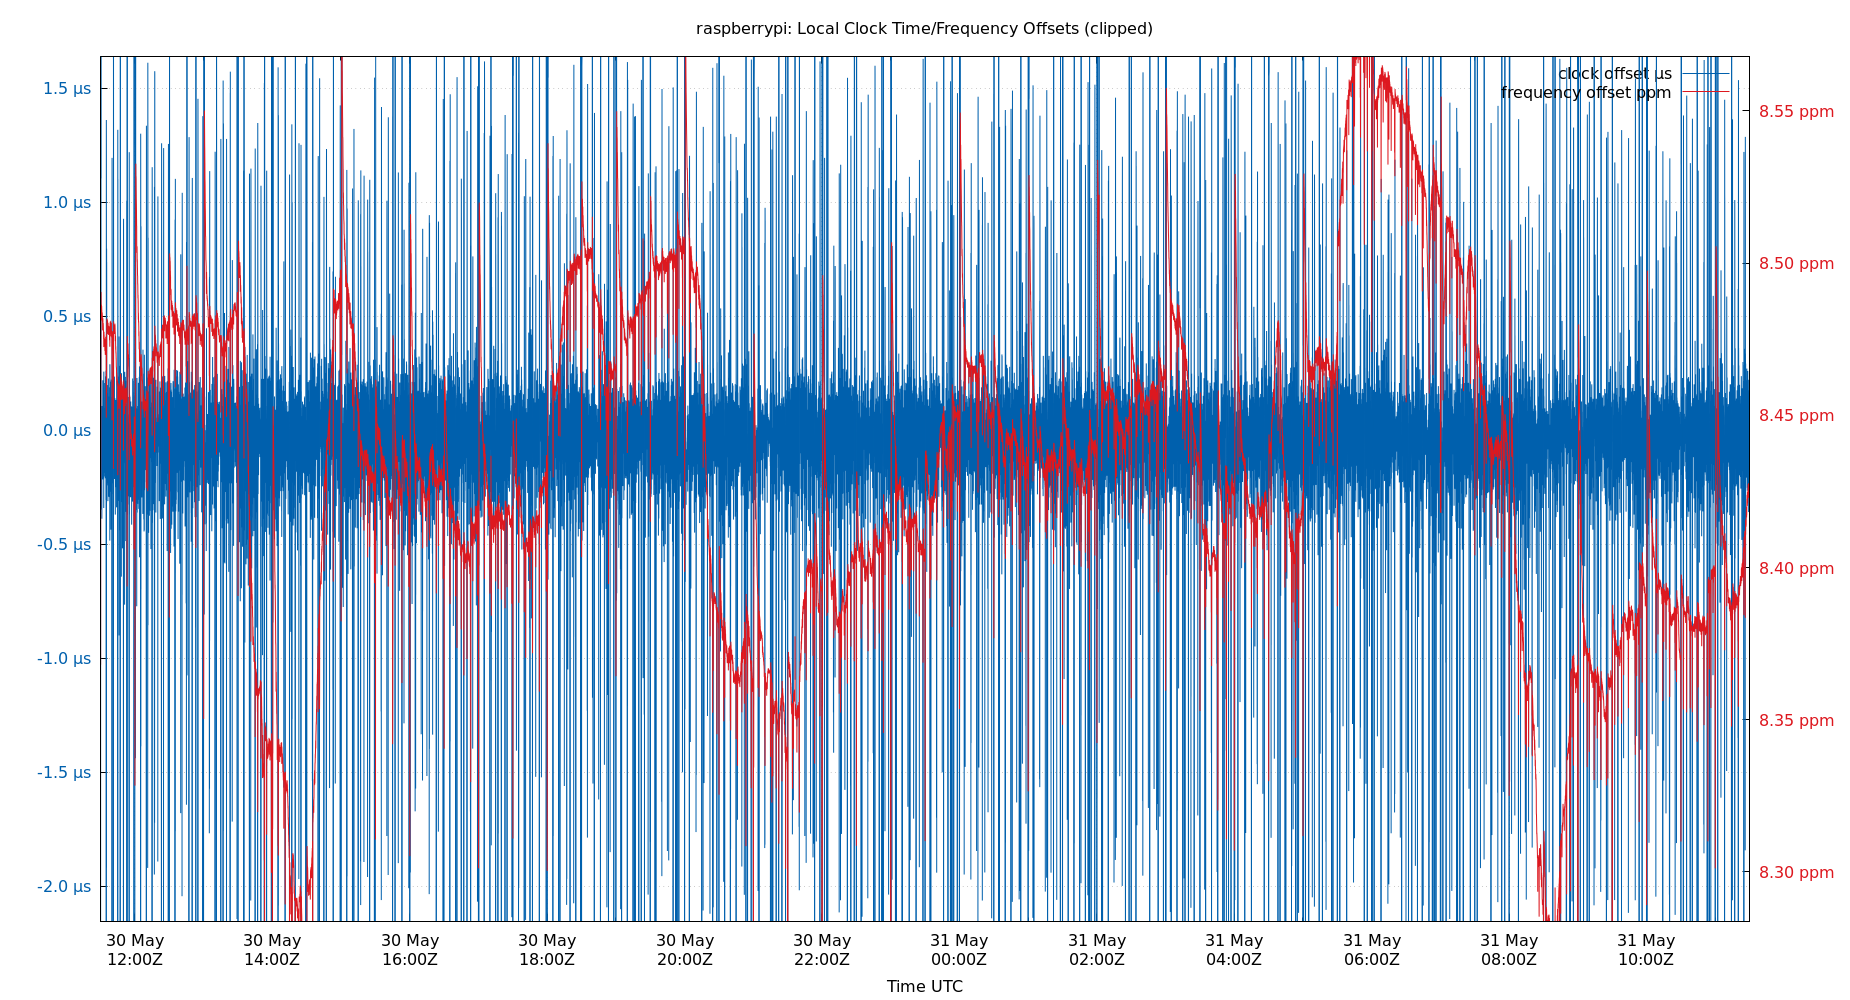 raspberrypi: Local Clock Time/Frequency Offsets (clipped)
clock offset µs
frequency offset ppm
1.5 µs
1.0 µs
0.5 µs
0.0 µs
-0.5 µs
-1.0 µs
-1.5 µs
-2.0 µs
8.55 ppm
8.50 ppm
8.45 ppm
8.40 ppm
8.35 ppm
8.30 ppm
30 May 30 May 30 May 30 May 30 May 30 May 31 May 31 May 31 May 31 May 31 May 31 May
12:00Z 14:00Z 16:00Z 18:00Z 20:00Z 22:00Z 00:00Z 02:00Z 04:00Z 06:00Z 08:00Z 10:00Z
Time UTC